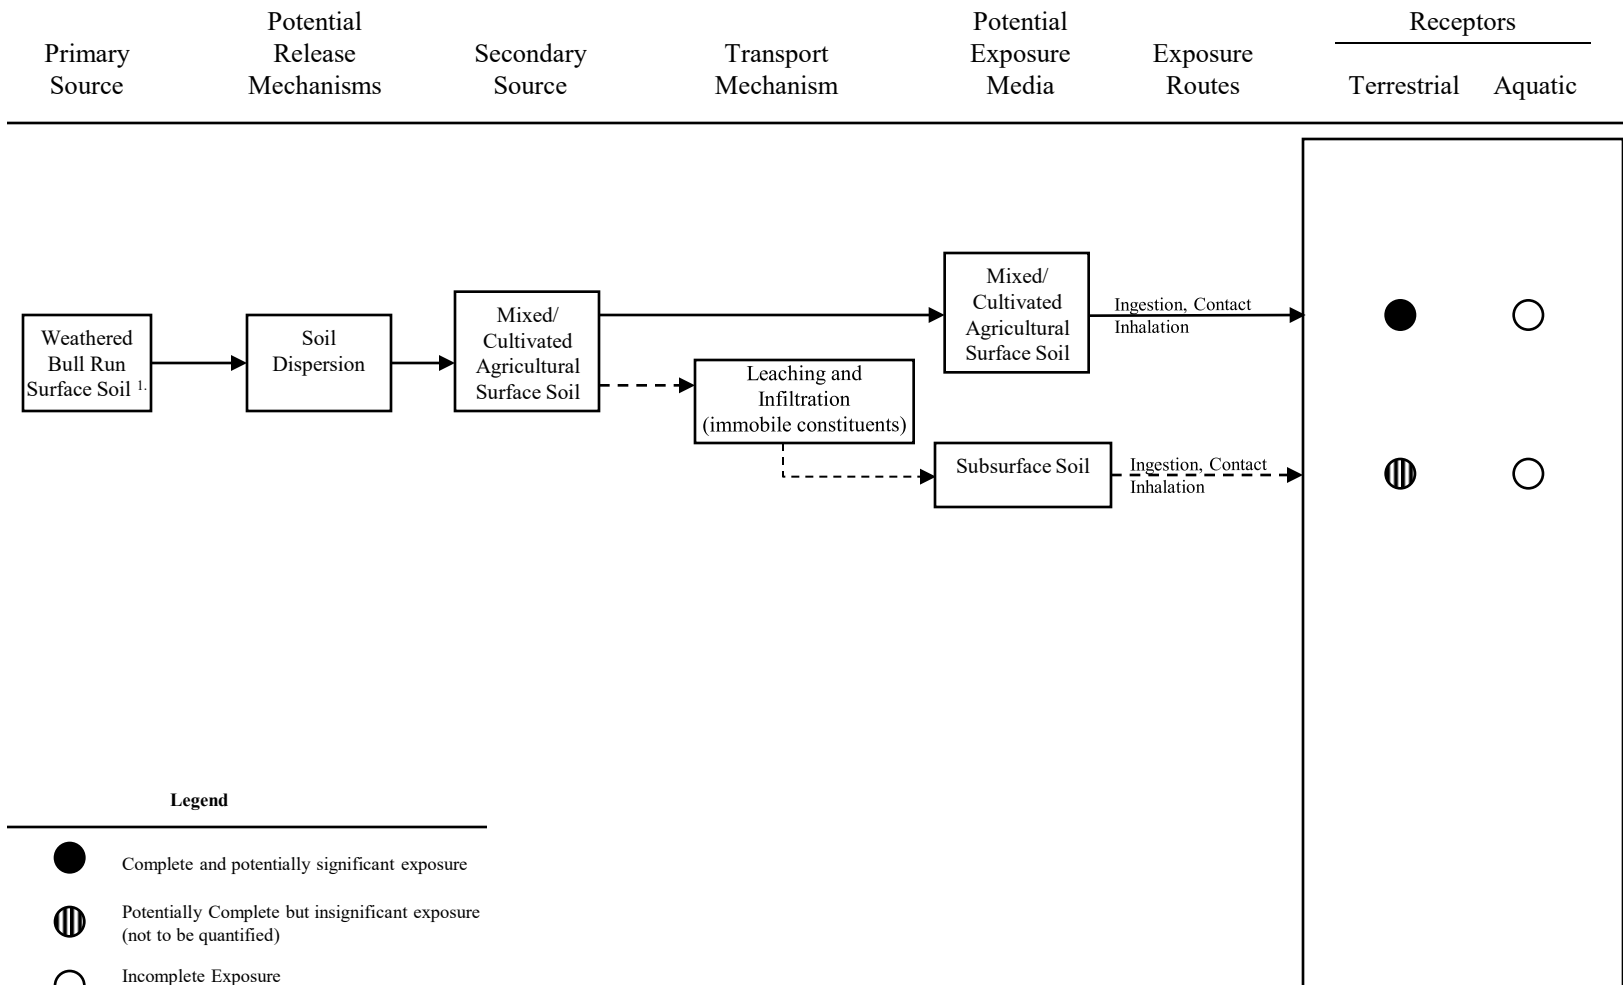 Primary
Source
Potential
Release
Mechanisms
Secondary
Source
Transport
Mechanism
Potential
Exposure
Media
Exposure
Routes
Receptors
Terrestrial
Aquatic
Weathered
Bull Run
Surface Soil 1.
Soil
Dispersion
Mixed/
Cultivated
Agricultural
Surface Soil
Leaching and
Infiltration
(immobile constituents)
Mixed/
Cultivated
Agricultural
Surface Soil
Ingestion, Contact
Inhalation
Subsurface Soil
Ingestion, Contact
Inhalation
Legend
Complete and potentially significant exposure
Potentially Complete but insignificant exposure
(not to be quantified)
Incomplete Exposure